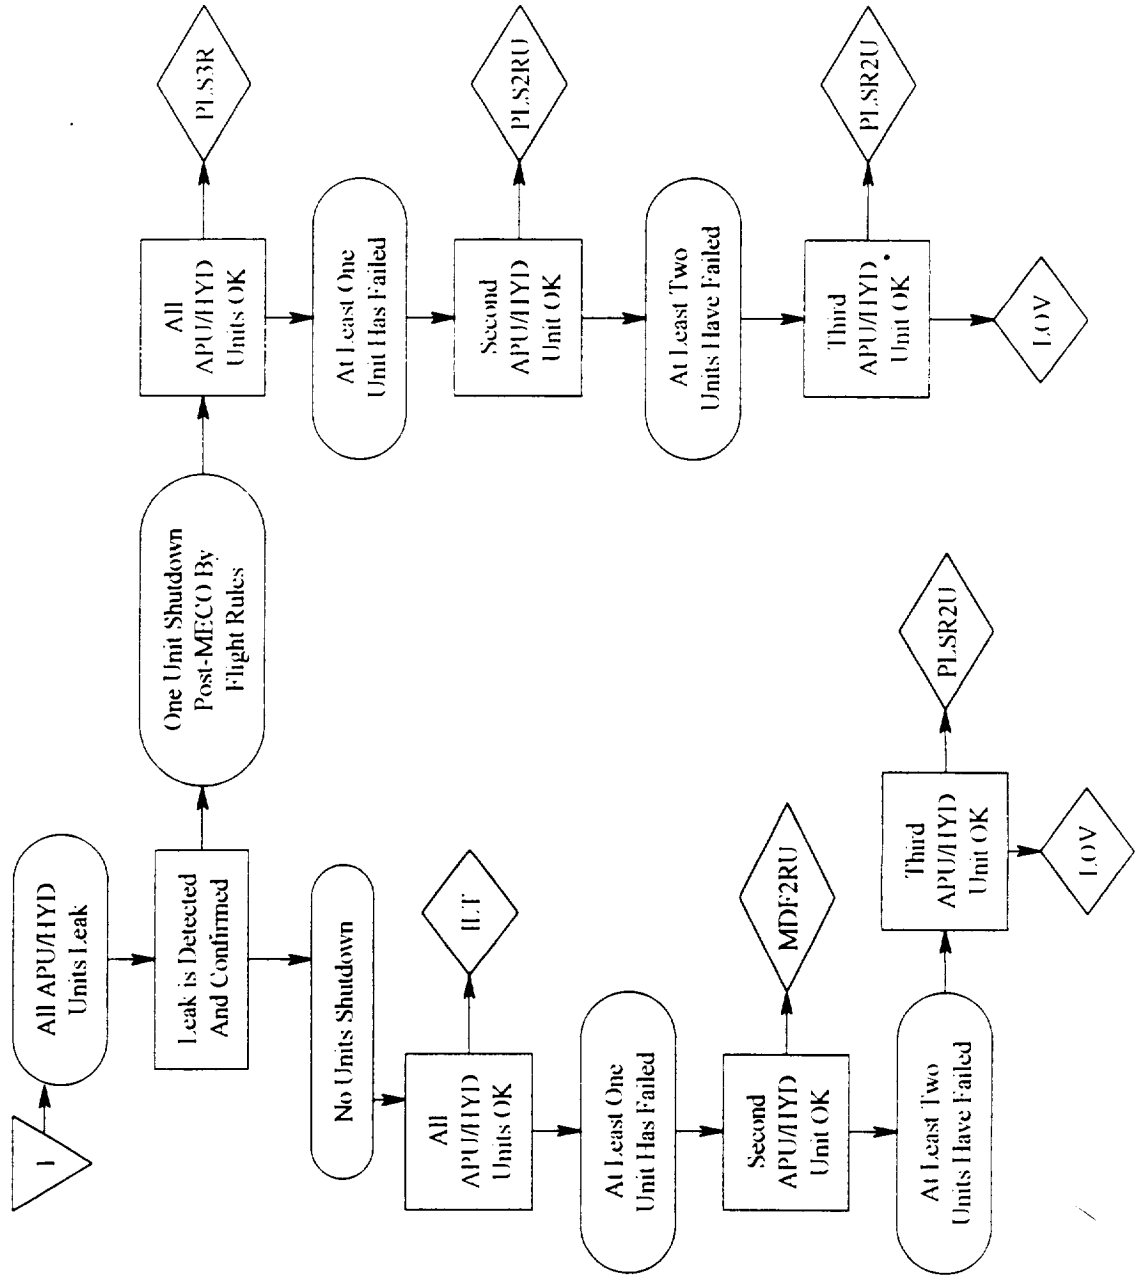 All APU/HYD
Units Leak
Leak is Detected
And Confirmed
One Unit Shutdown
Post-MECO By
Flight Rules
All
APU/HYD
Units OK
PLS3R
At Least One
Unit Has Failed
Second
APU/HYD
Unit OK
PLS2RU
At Least Two
Units Have Failed
Third
APU/HYD
Unit OK
PLSR2U
LOV
No Units Shutdown
All
APU/HYD
Units OK
ILT
At Least One
Unit Has Failed
Second
APU/HYD
Unit OK
MDF2RU
At Least Two
Units Have Failed
Third
APU/HYD
Unit OK
PLSR2U
LOV